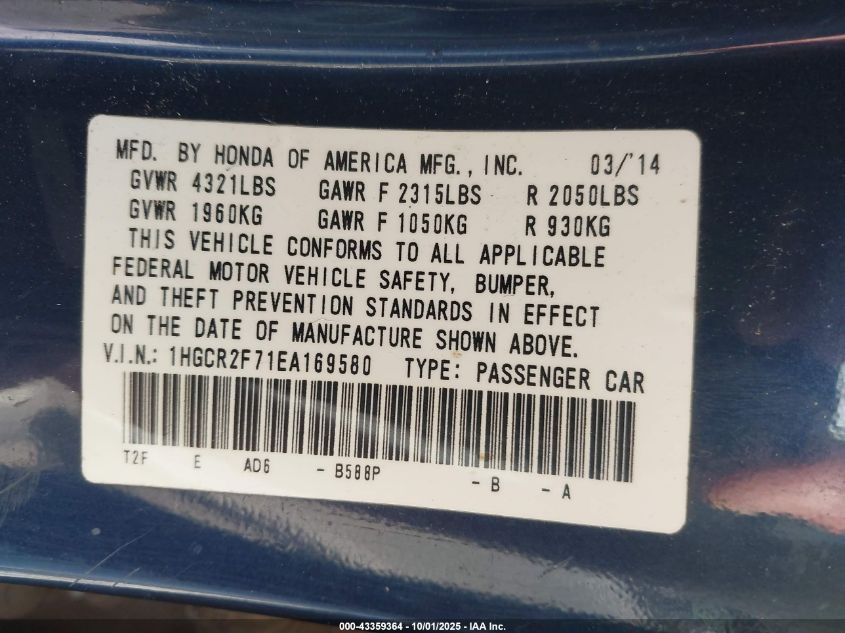 MFD. BY HONDA OF AMERICA MFG., INC. 03/'14
GVWR 4321LBS GAWR F 2315LBS R 2050LBS
GVWR 1960KG GAWR F 1050KG R 930KG
THIS VEHICLE CONFORMS TO ALL APPLICABLE
FEDERAL MOTOR VEHICLE SAFETY, BUMPER,
AND THEFT PREVENTION STANDARDS IN EFFECT
ON THE DATE OF MANUFACTURE SHOWN ABOVE.
V.I.N.: 1HGCR2F71EA169580 TYPE: PASSENGER CAR
T2F E AD6 - B588P - B - A
000-43359364 - 10/01/2025 - IAA Inc.